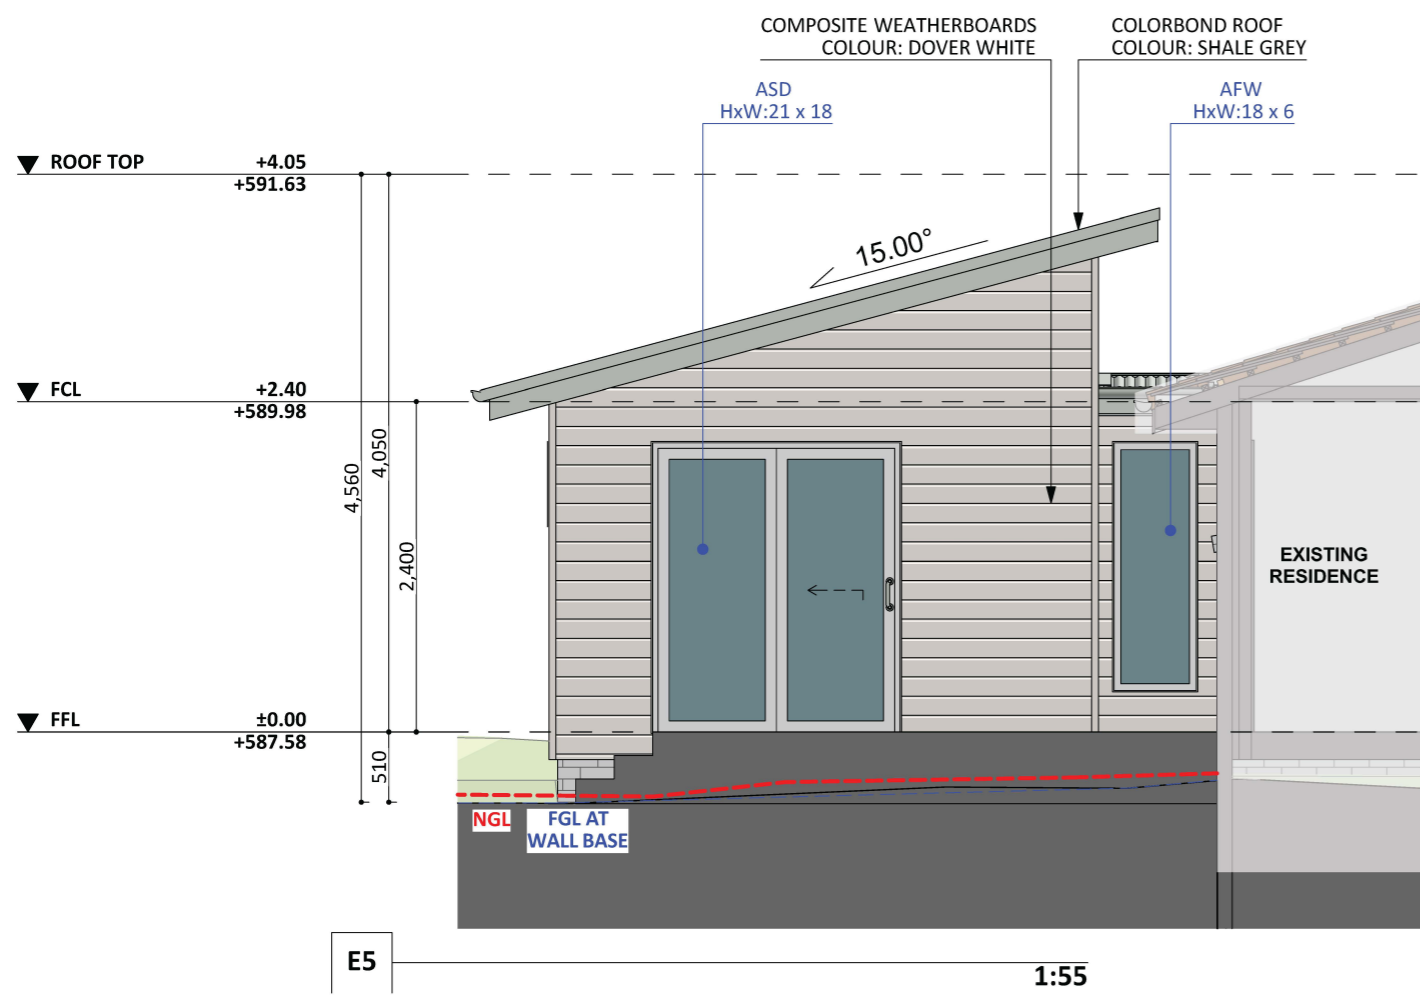 COMPOSITE WEATHERBOARDS
COLOUR: DOVER WHITE
COLORBOND ROOF
COLOUR: SHALE GREY
ASD
HxW:21 x 18
AFW
HxW:18 x 6
ROOF TOP
+4.05
+591.63
15.00°
FCL
+2.40
+589.98
4,560
4,050
2,400
EXISTING
RESIDENCE
FFL
±0.00
+587.58
510
NGL
FGL AT
WALL BASE
E5
1:55